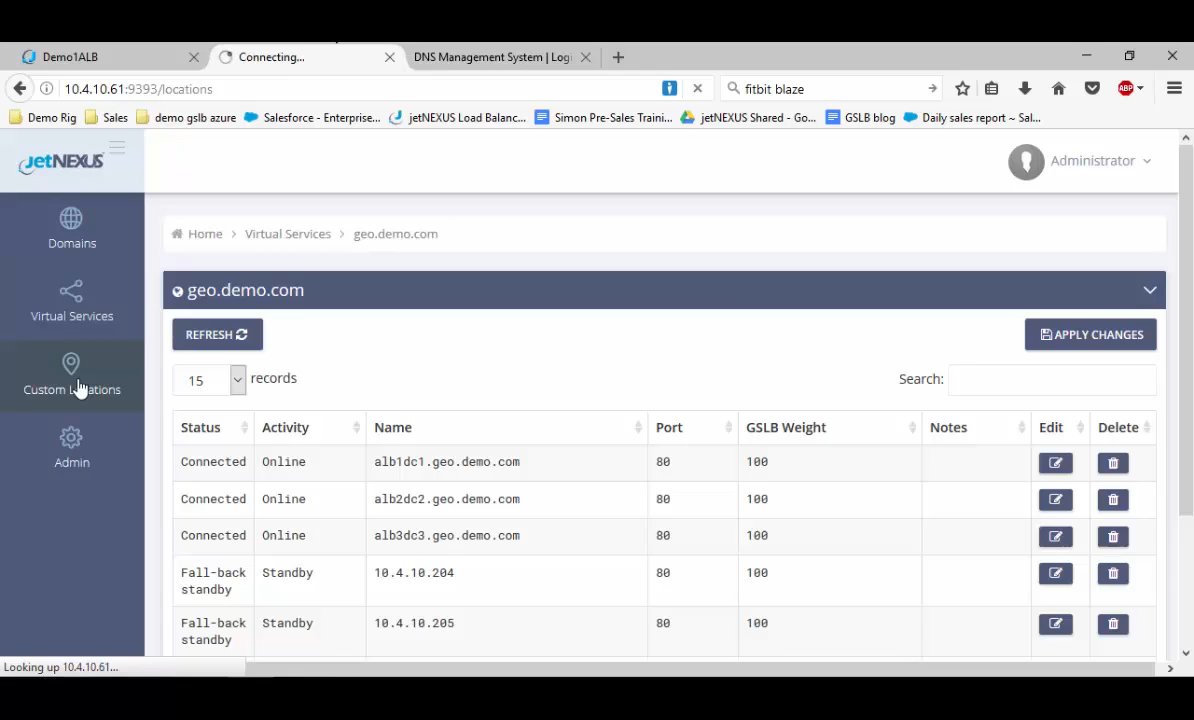 Demo1ALB
Connecting...
DNS Management System | Logi
10.4.10.61:9393/locations
fitbit blaze
ABP
Demo Rig
Sales
demo gslb azure
Salesforce - Enterprise...
jetNEXUS Load Balanc...
Simon Pre-Sales Traini...
jetNEXUS Shared - Go...
GSLB blog
Daily sales report ~ Sal...
jetNEXUS
Administrator
Domains
Virtual Services
Custom Locations
Admin
Home > Virtual Services > geo.demo.com
geo.demo.com
REFRESH
APPLY CHANGES
15 records
Search:
Status Activity Name Port GSLB Weight Notes Edit Delete
Connected Online alb1dc1.geo.demo.com 80 100
Connected Online alb2dc2.geo.demo.com 80 100
Connected Online alb3dc3.geo.demo.com 80 100
Fall-back Standby 10.4.10.204 80 100
standby
Fall-back Standby 10.4.10.205 80 100
standby
Looking up 10.4.10.61...